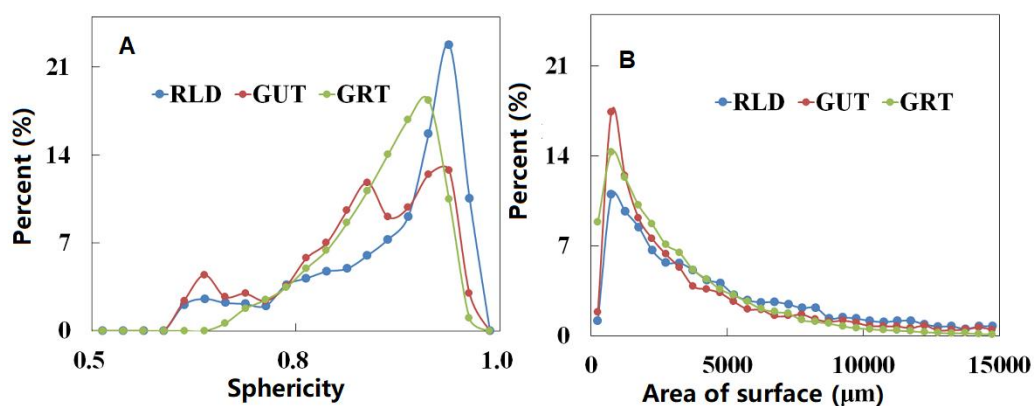 A
RLD GUT GRT
Percent (%)
21
14
7
0
0.5 0.8 1.0
Sphericity
B
RLD GUT GRT
Percent (%)
21
14
7
0
0 5000 10000 15000
Area of surface (μm)